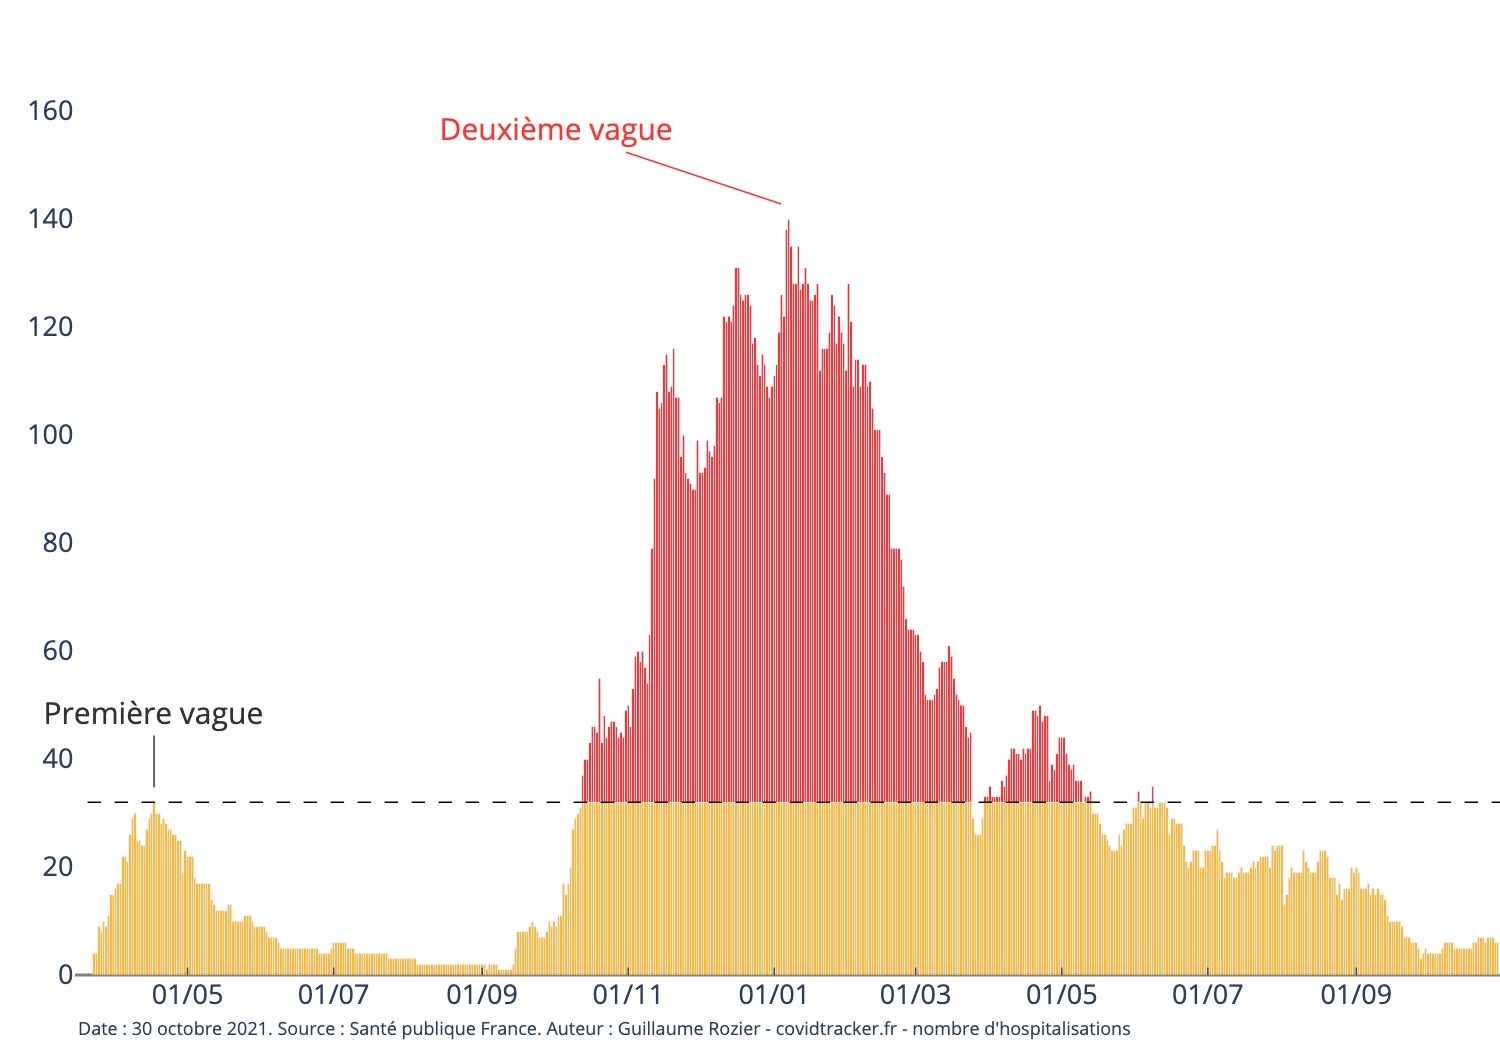 160
Deuxième vague
140
120
100
80
60
Première vague
40
20
0
01/05 01/07 01/09 01/11 01/01 01/03 01/05 01/07 01/09
Date : 30 octobre 2021. Source : Santé publique France. Auteur : Guillaume Rozier - covidtracker.fr - nombre d'hospitalisations